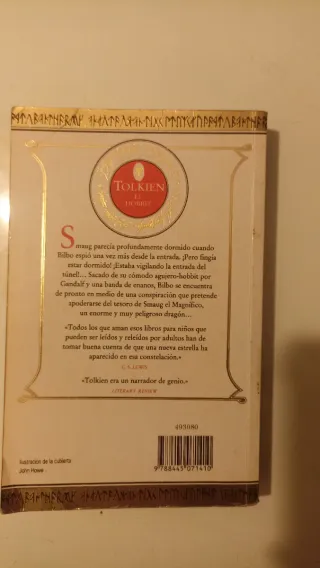 TOLKIEN
EL
HOBBIT
Smaug parecía profundamente dormido cuando
Bilbo espió una vez más desde la entrada. ¡Pero fingía
estar dormido! ¡Estaba vigilando la entrada del
túnel!... Sacado de su cómodo agujero-hobbit por
Gandalf y una banda de enanos, Bilbo se encuentra
de pronto en medio de una conspiración que pretende
apoderarse del tesoro de Smaug el Magnífico,
un enorme y muy peligroso dragón...
«Todos los que aman esos libros para niños que
pueden ser leídos y releídos por adultos han de
tomar buena cuenta de que una nueva estrella ha
aparecido en esa constelación.»
C. S. LEWIS
«Tolkien era un narrador de genio.»
LITERARY REVIEW
493080
Ilustración de la cubierta
John Howe
9 788445 071410